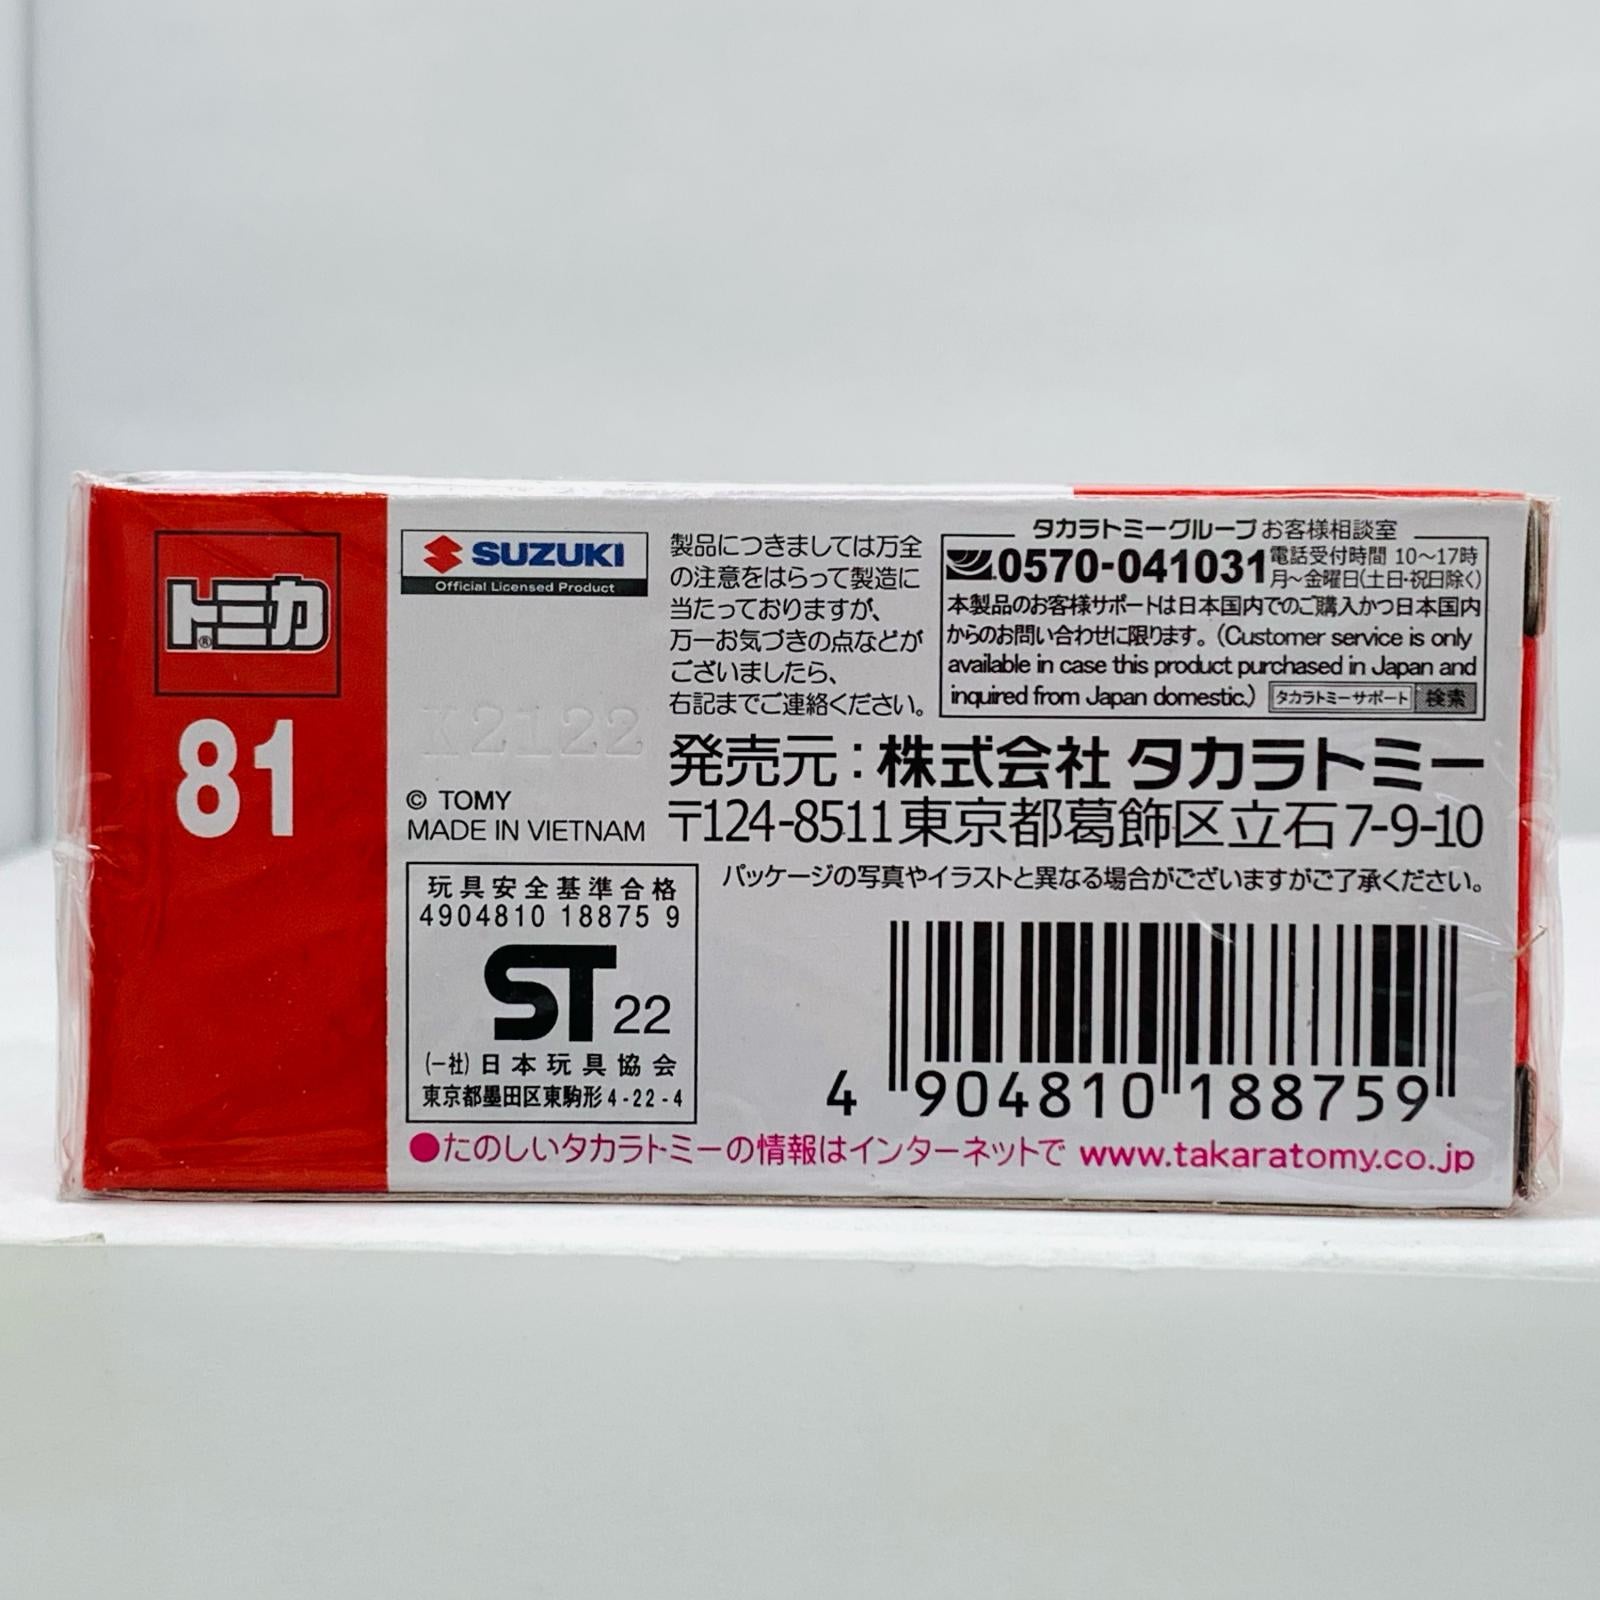 トミカ®
81
SUZUKI
Official Licensed Product
K2122
© TOMY
MADE IN VIETNAM
製品につきましては万全
の注意をはらって製造に
当たっておりますが、
万一お気づきの点などが
ございましたら、
右記までご連絡ください。
タカラトミーグループ お客様相談室
0570-041031 電話受付時間 10〜17時
月〜金曜日(土日・祝日除く)
本製品のお客様サポートは日本国内でのご購入かつ日本国内
からのお問い合わせに限ります。(Customer service is only
available in case this product purchased in Japan and
inquired from Japan domestic.) タカラトミーサポート 検索
発売元：株式会社 タカラトミー
〒124-8511 東京都葛飾区立石7-9-10
パッケージの写真やイラストと異なる場合がございますがご了承ください。
玩具安全基準合格
4904810 18875 9
ST 22
(一社)日本玩具協会
東京都墨田区東駒形4-22-4
4 904810 188759
●たのしいタカラトミーの情報はインターネットで www.takaratomy.co.jp